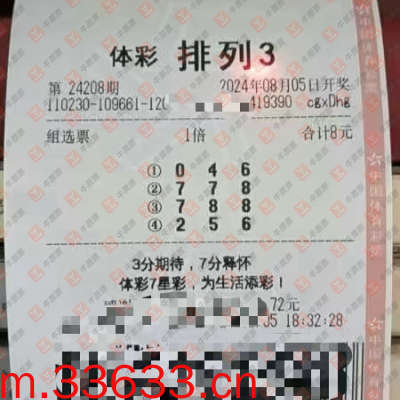 体彩 排列3
第 24208期 2024年08月05日开奖
110230-109661-120 419390 cgxDhg
组选票 1倍 合计8元
① 0 4 6
② 7 7 8
③ 7 8 8
④ 2 5 6
3分期待，7分释怀
体彩7星彩，为生活添彩！
72元
05 18:32:28
m.33633.cn